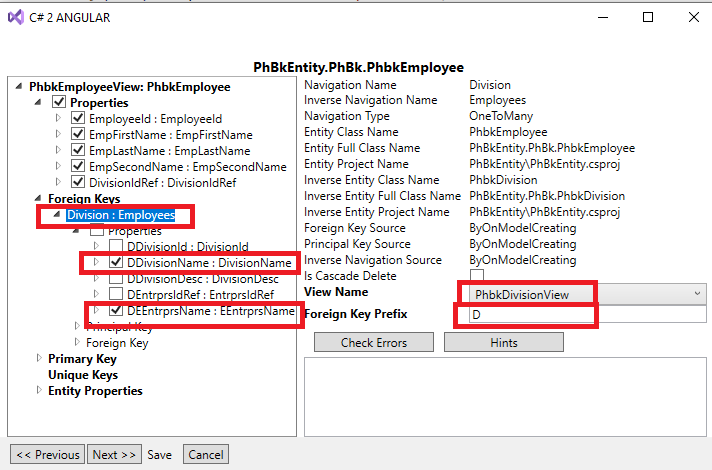 C# 2 ANGULAR
PhBkEntity.PhBk.PhbkEmployee
PhbkEmployeeView: PhbkEmployee
Properties
EmployeeId : EmployeeId
EmpFirstName : EmpFirstName
EmpLastName : EmpLastName
EmpSecondName : EmpSecondName
DivisionIdRef : DivisionIdRef
Foreign Keys
Division : Employees
Properties
DDivisionId : DivisionId
DDivisionName : DivisionName
DDivisionDesc : DivisionDesc
DEntrprsIdRef : EntrprsIdRef
DEEntrprsName : EEntrprsName
Principal Key
Foreign Key
Primary Key
Unique Keys
Entity Properties
Navigation Name Division
Inverse Navigation Name Employees
Navigation Type OneToMany
Entity Class Name PhbkEmployee
Entity Full Class Name PhBkEntity.PhBk.PhbkEmployee
Entity Project Name PhBkEntity\PhBkEntity.csproj
Inverse Entity Class Name PhbkDivision
Inverse Entity Full Class Name PhBkEntity.PhBk.PhbkDivision
Inverse Entity Project Name PhBkEntity\PhBkEntity.csproj
Foreign Key Source ByOnModelCreating
Principal Key Source ByOnModelCreating
Inverse Navigation Source ByOnModelCreating
Is Cascade Delete
View Name PhbkDivisionView
Foreign Key Prefix D
Check Errors Hints
<< Previous Next >> Save Cancel